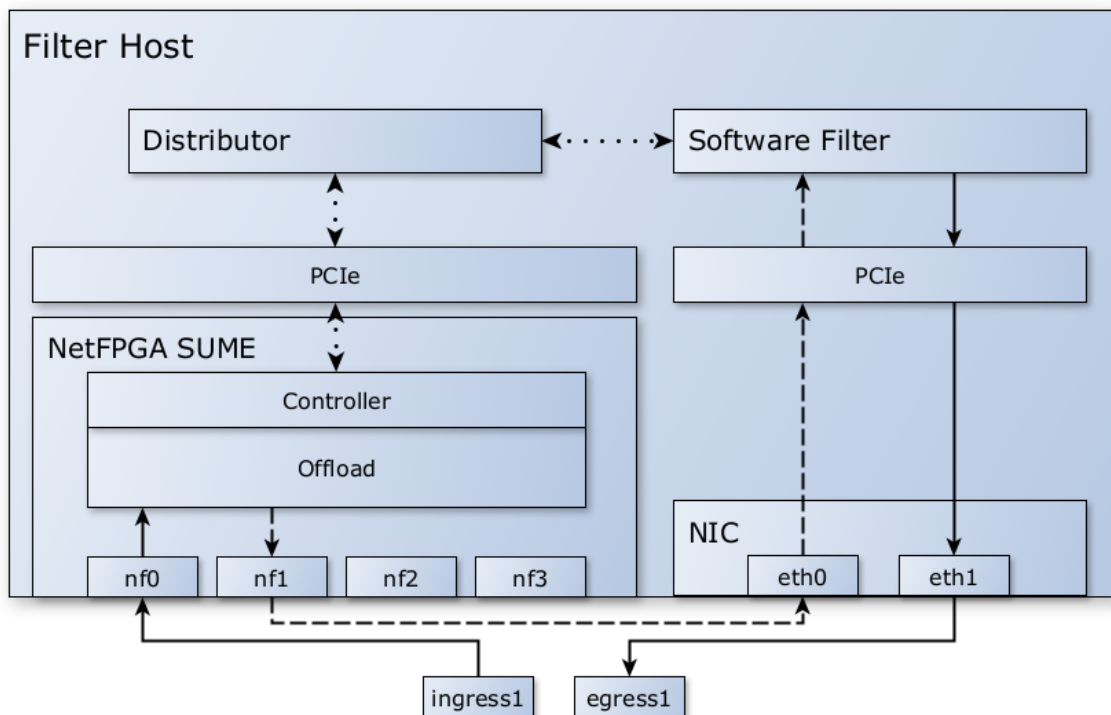 Filter Host
Distributor
Software Filter
PCIe
PCIe
NetFPGA SUME
Controller
Offload
NIC
nf0
nf1
nf2
nf3
eth0
eth1
ingress1
egress1